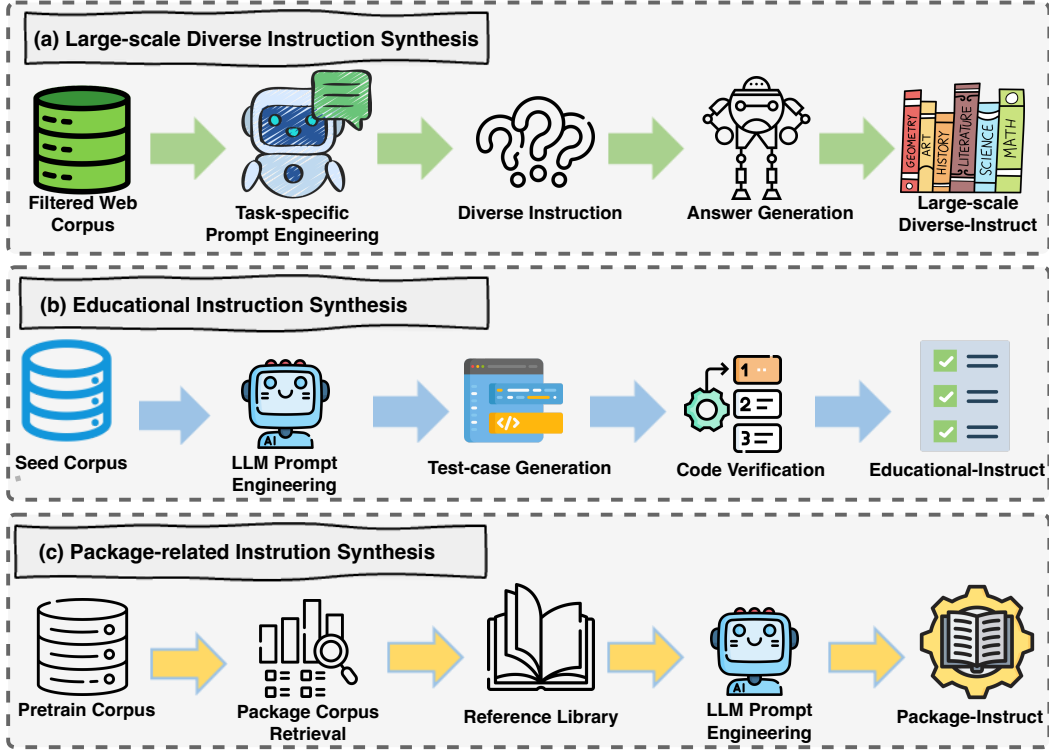 (a) Large-scale Diverse Instruction Synthesis
GEOMETRY
ART
HISTORY
LITERATURE
SCIENCE
MATH
Filtered Web
Corpus
Task-specific
Prompt Engineering
Diverse Instruction
Answer Generation
Large-scale
Diverse-Instruct
(b) Educational Instruction Synthesis
</>
1
2
3
AI
Seed Corpus
LLM Prompt
Engineering
Test-case Generation
Code Verification
Educational-Instruct
(c) Package-related Instrution Synthesis
AI
Pretrain Corpus
Package Corpus
Retrieval
Reference Library
LLM Prompt
Engineering
Package-Instruct